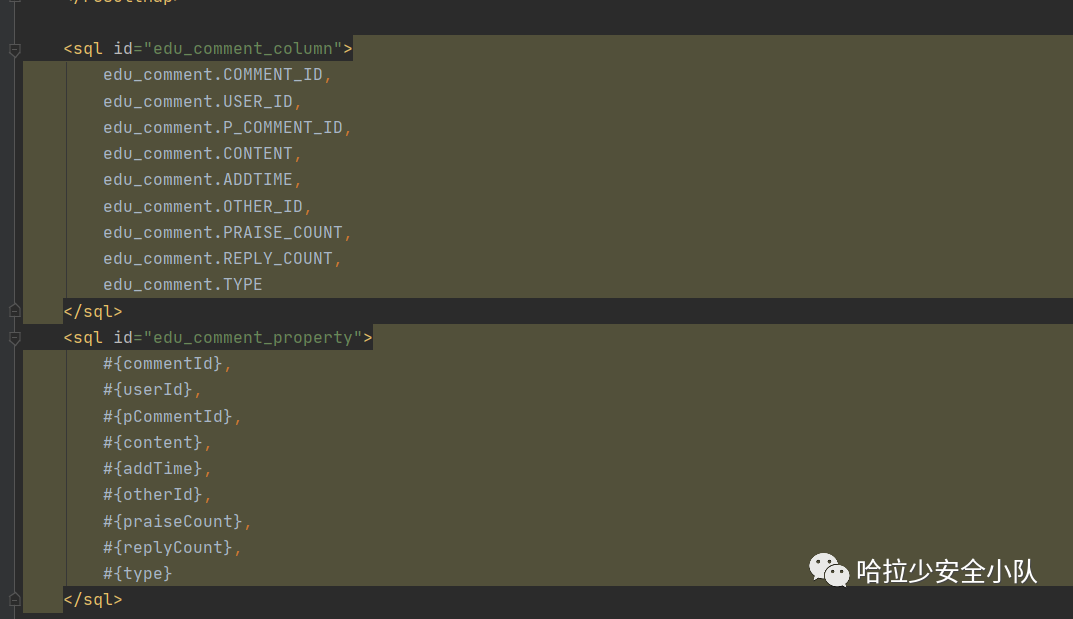 <sql id="edu_comment_column">
edu_comment.COMMENT_ID,
edu_comment.USER_ID,
edu_comment.P_COMMENT_ID,
edu_comment.CONTENT,
edu_comment.ADDTIME,
edu_comment.OTHER_ID,
edu_comment.PRAISE_COUNT,
edu_comment.REPLY_COUNT,
edu_comment.TYPE
</sql>
<sql id="edu_comment_property">
#{commentId},
#{userId},
#{pCommentId},
#{content},
#{addTime},
#{otherId},
#{praiseCount},
#{replyCount},
#{type}
</sql>
哈拉少安全小队